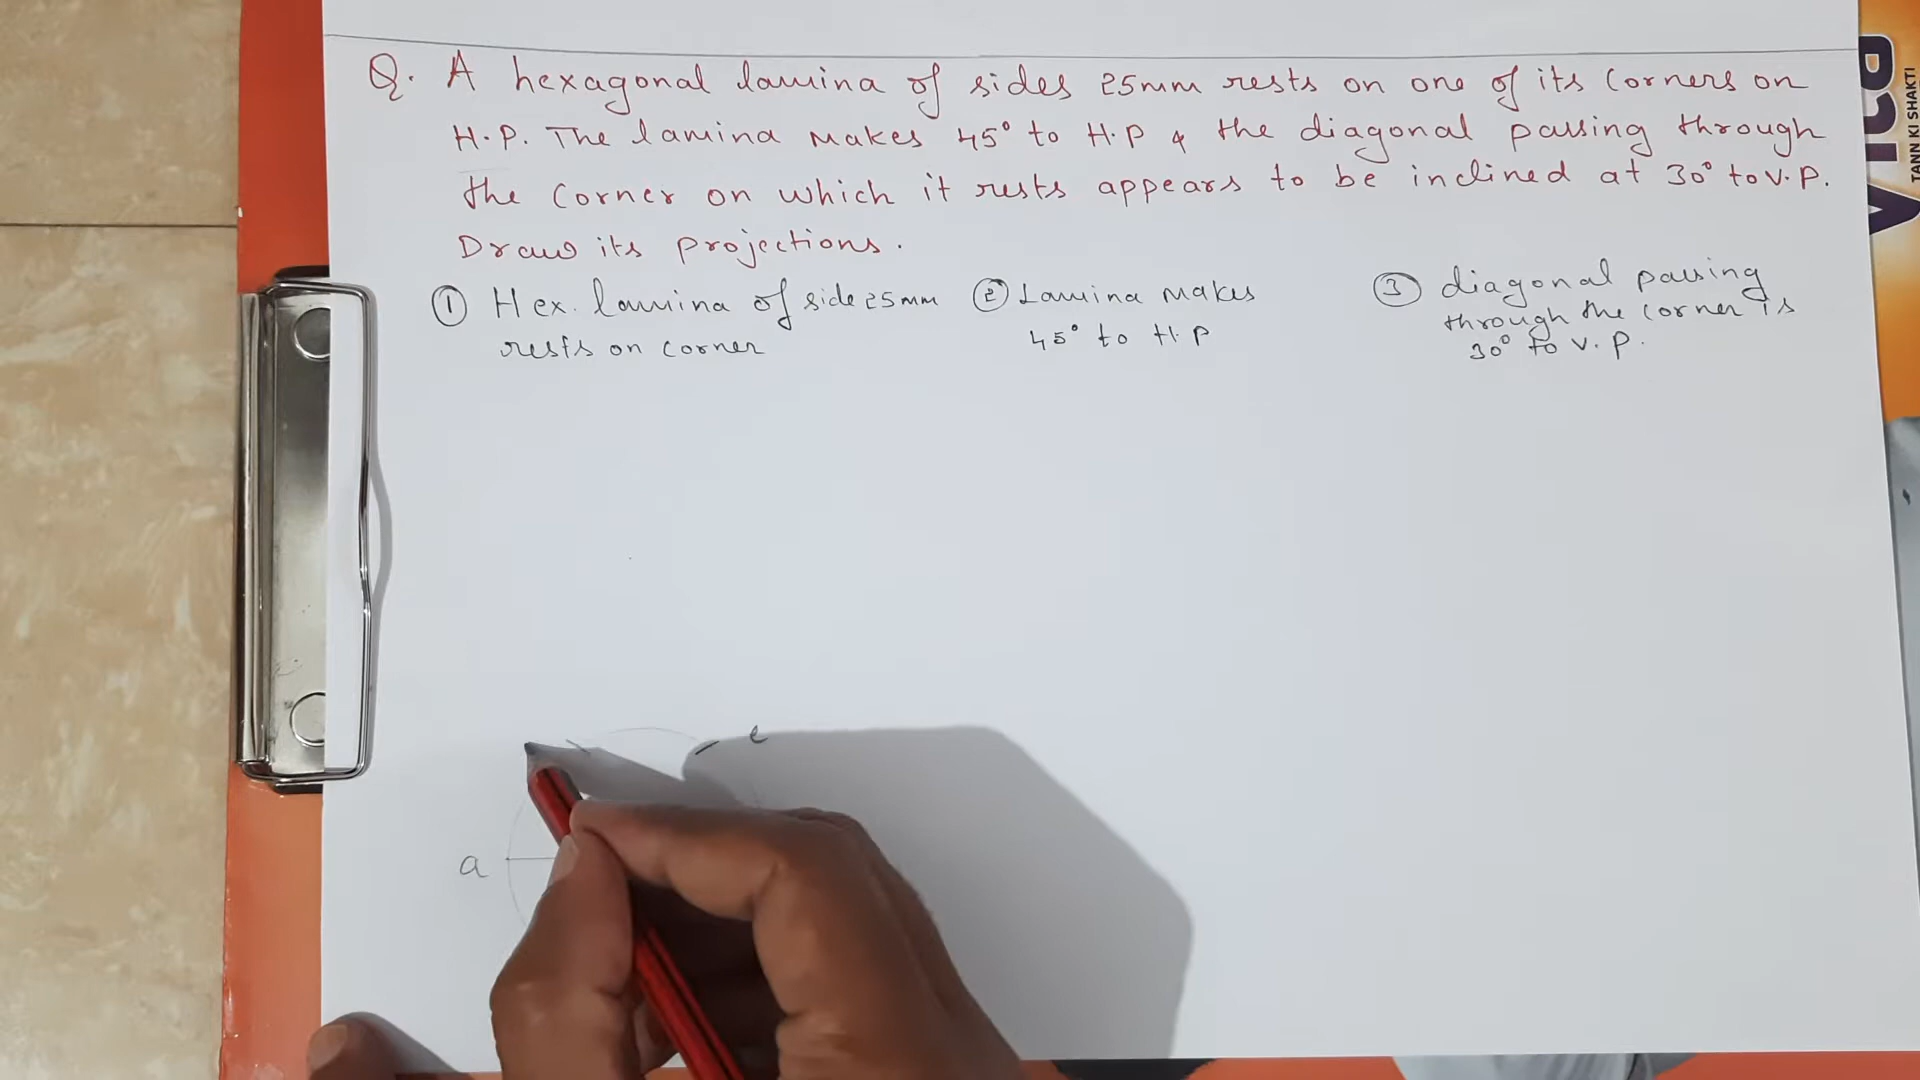 Q. A hexagonal lamina of sides 25mm rests on one of its corners on
H.P. The lamina makes 45° to H.P & the diagonal passing through
the corner on which it rests appears to be inclined at 30° to V.P.
Draw its projections.
① Hex. lamina of side 25mm
rests on corner
② Lamina makes
45° to H.P
③ diagonal passing
through the corner is
30° to V.P.
e
a
TANN KI SHAKTI